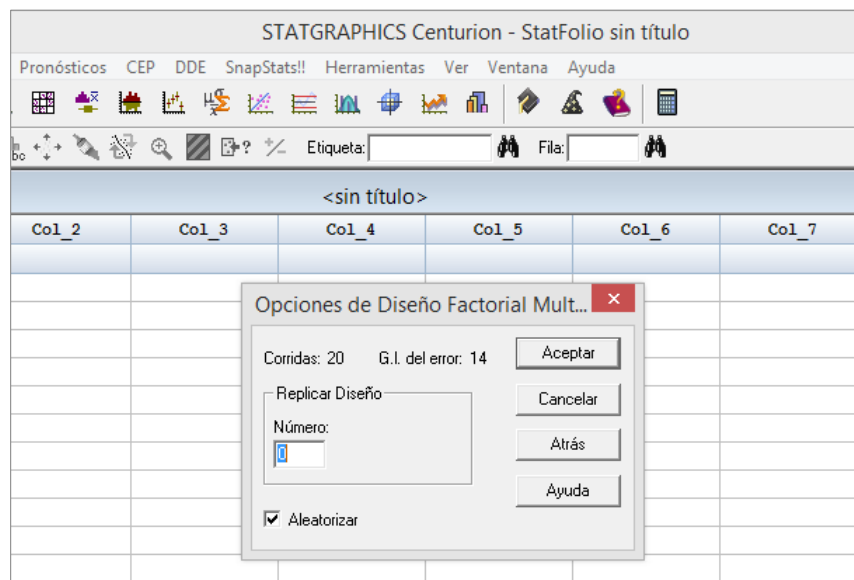 STATGRAPHICS Centurion - StatFolio sin título
Pronósticos CEP DDE SnapStats!! Herramientas Ver Ventana Ayuda
Etiqueta: Fila:
<sin título>
Col_2 Col_3 Col_4 Col_5 Col_6 Col_7
Opciones de Diseño Factorial Mult...
Corridas: 20 G.l. del error: 14 Aceptar
Replicar Diseño
Cancelar
Número:
0
Atrás
Ayuda
Aleatorizar